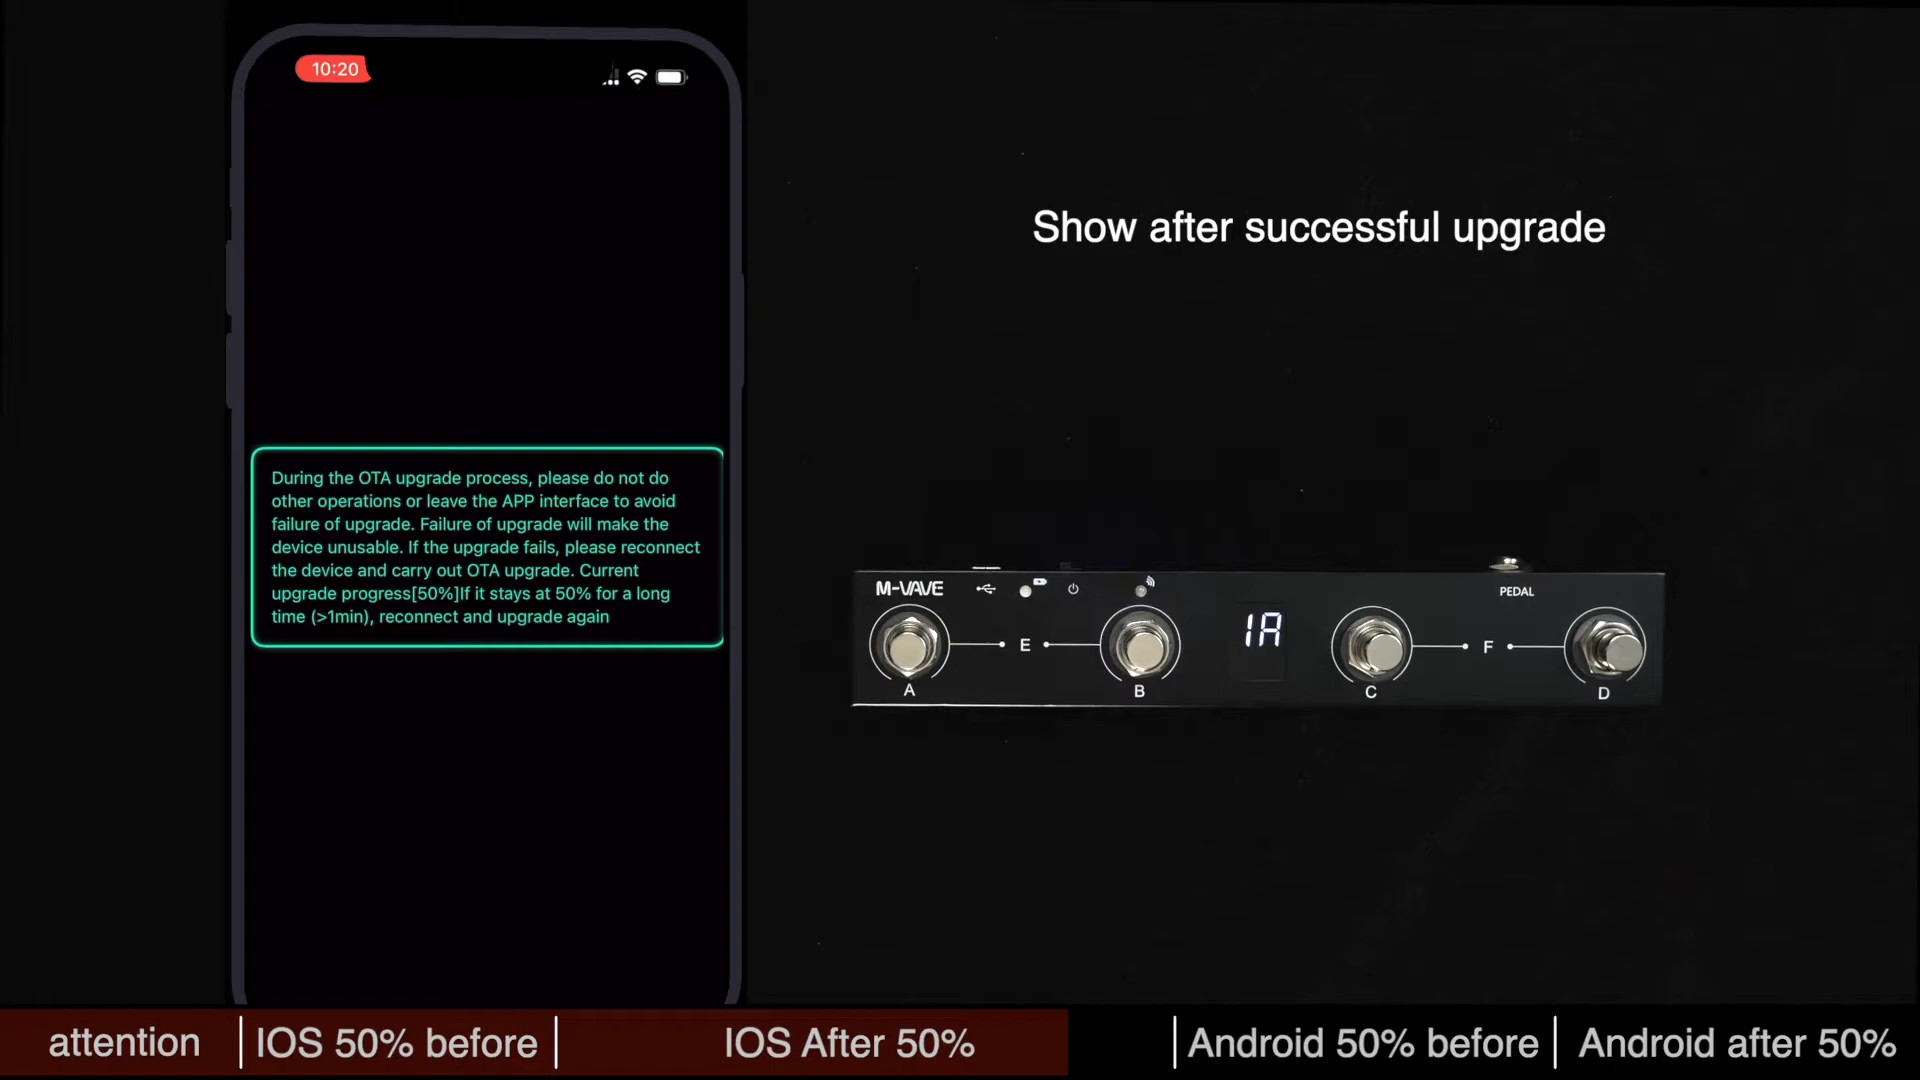 10:20
Show after successful upgrade
During the OTA upgrade process, please do not do
other operations or leave the APP interface to avoid
failure of upgrade. Failure of upgrade will make the
device unusable. If the upgrade fails, please reconnect
the device and carry out OTA upgrade. Current
upgrade progress[50%]If it stays at 50% for a long
time (>1min), reconnect and upgrade again
M-VAVE
PEDAL
1A
E
F
A
B
C
D
attention
IOS 50% before
IOS After 50%
Android 50% before
Android after 50%